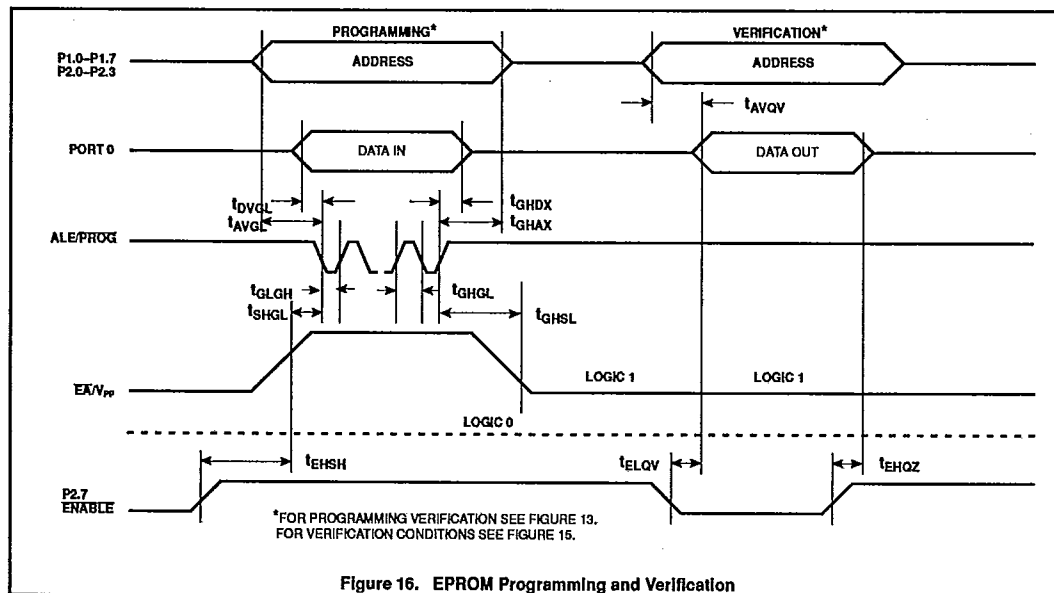 PROGRAMMING*
VERIFICATION*
P1.0–P1.7
P2.0–P2.3
ADDRESS
ADDRESS
tAVQV
PORT 0
DATA IN
DATA OUT
tDVGL
tGHDX
tAVGL
tGHAX
ALE/PROG
tGLGH
tGHGL
tSHGL
tGHSL
EA/VPP
LOGIC 1
LOGIC 1
LOGIC 0
tEHSH
tELQV
tEHQZ
P2.7
ENABLE
*FOR PROGRAMMING VERIFICATION SEE FIGURE 13.
FOR VERIFICATION CONDITIONS SEE FIGURE 15.
Figure 16. EPROM Programming and Verification